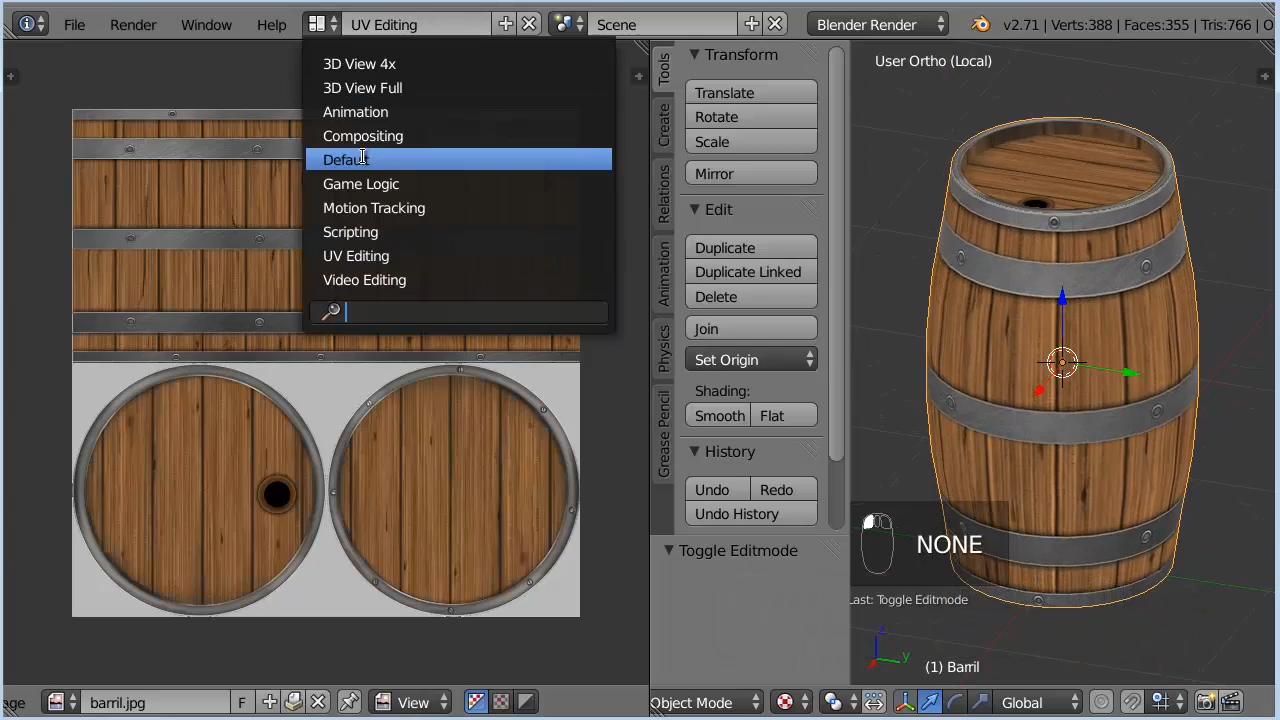 File Render Window Help UV Editing Scene Blender Render v2.71 | Verts:388 | Faces:355 | Tris:766 | O
3D View 4x
3D View Full
Animation
Compositing
Default
Game Logic
Motion Tracking
Scripting
UV Editing
Video Editing
Tools
Create
Relations
Animation
Physics
Grease Pencil
Transform
Translate
Rotate
Scale
Mirror
Edit
Duplicate
Duplicate Linked
Delete
Join
Set Origin
Shading:
Smooth Flat
History
Undo Redo
Undo History
Toggle Editmode
User Ortho (Local)
NONE
Last: Toggle Editmode
z
y
(1) Barril
age barril.jpg F View
Object Mode Global